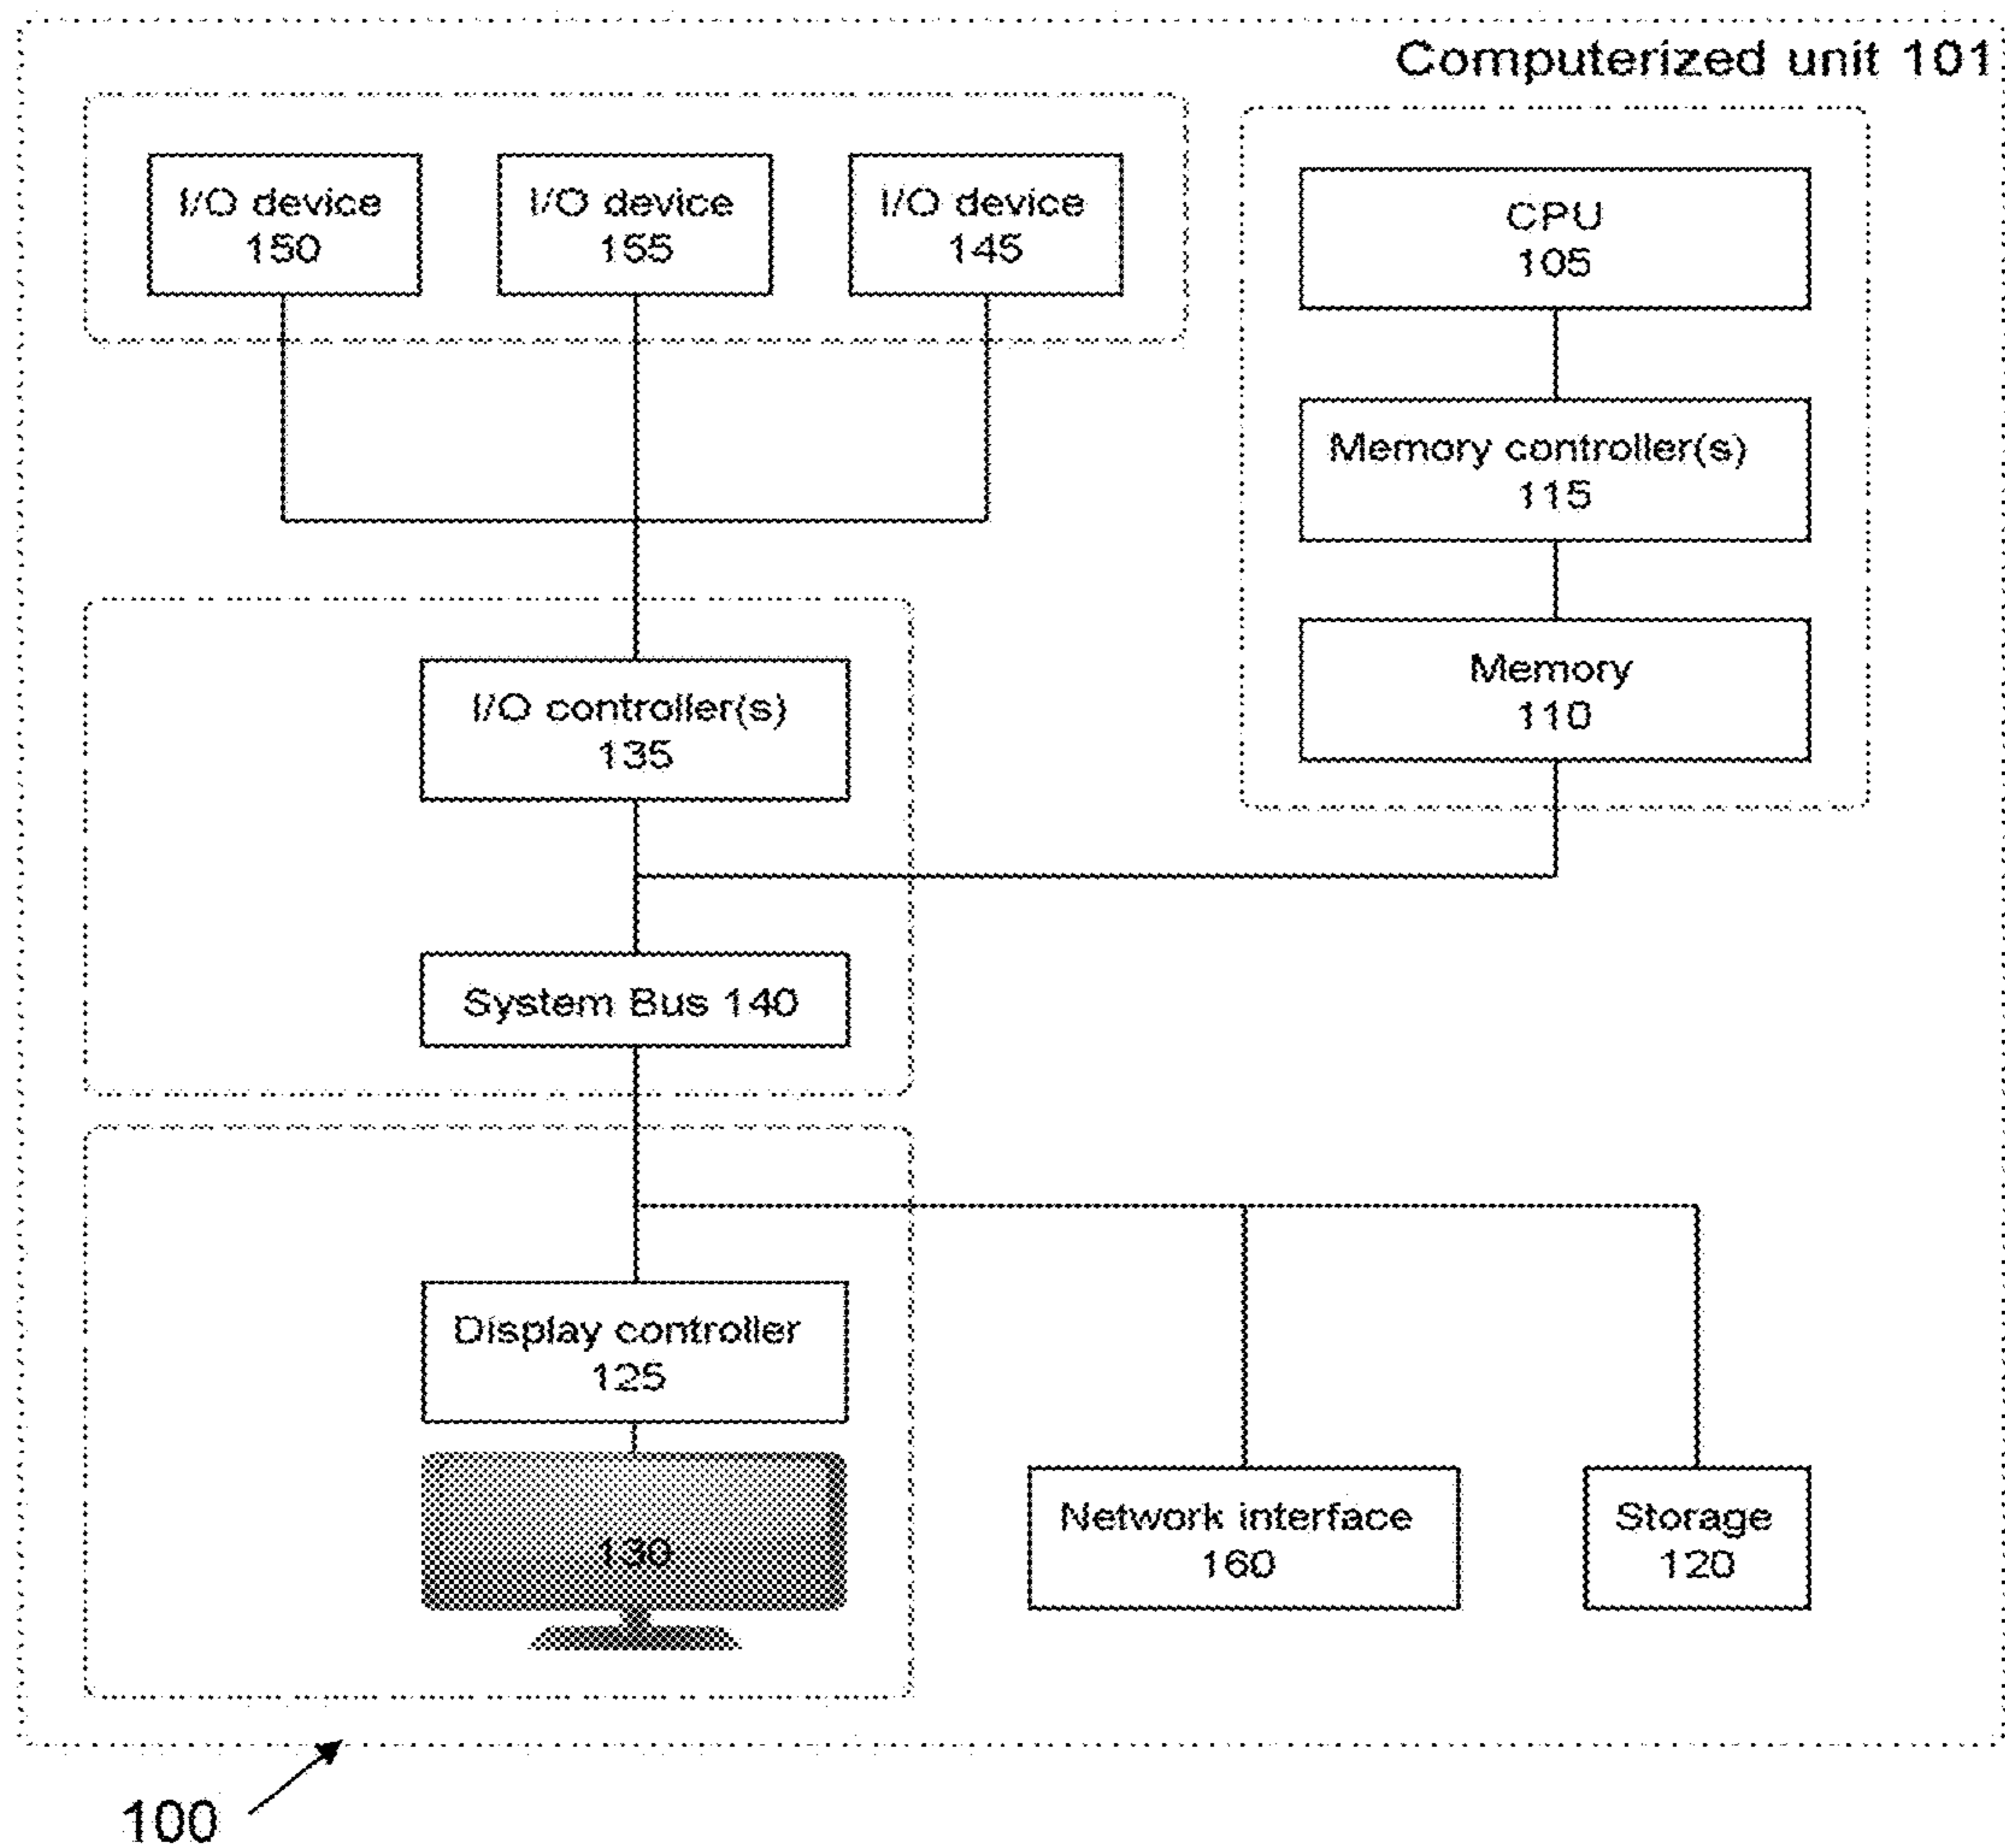 Computerized unit 101
I/O device
150
I/O device
155
I/O device
145
CPU
105
Memory controller(s)
115
Memory
110
I/O controller(s)
135
System Bus 140
Display controller
125
130
Network interface
160
Storage
120
100